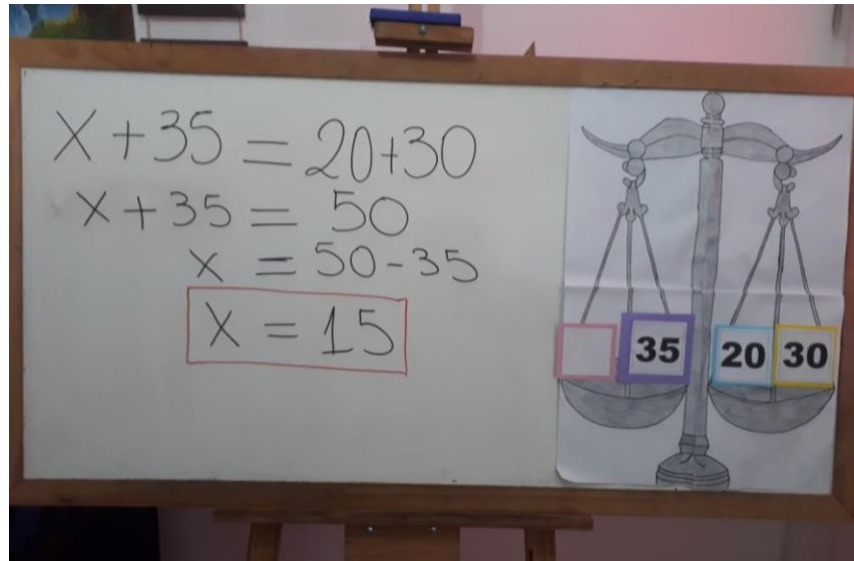 X + 35 = 20 + 30
X + 35 = 50
X = 50 - 35
X = 15
35 20 30